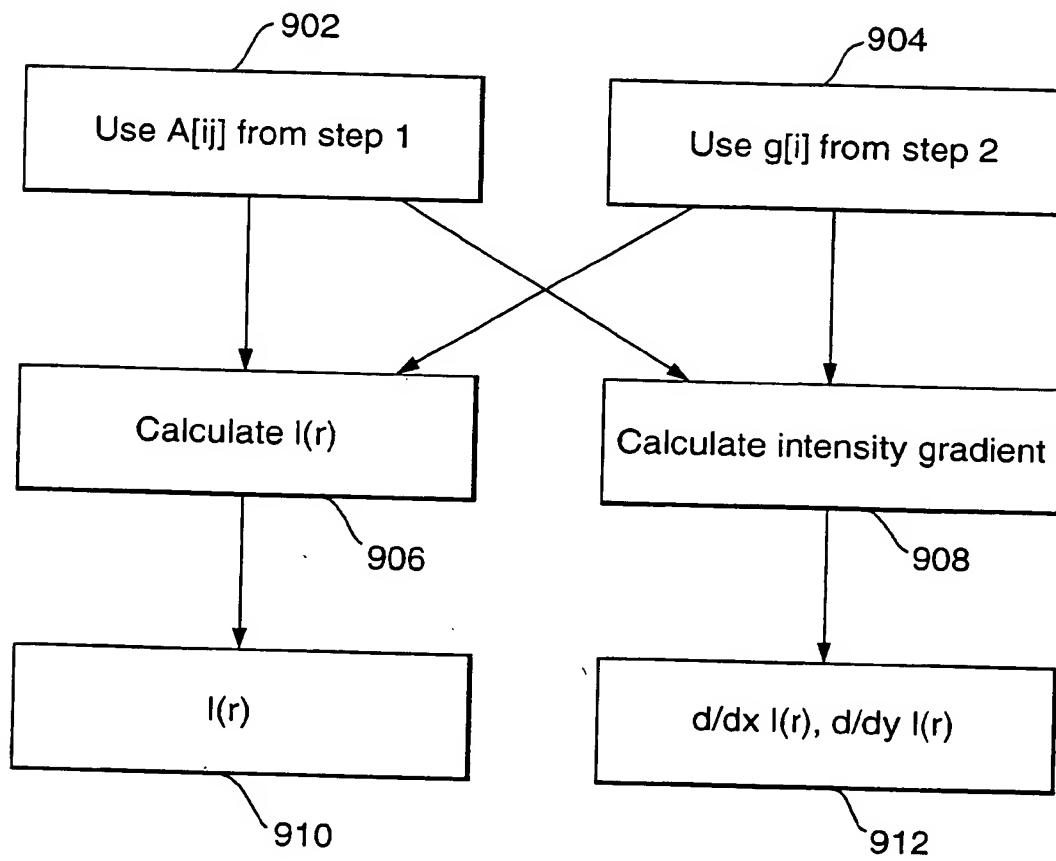 902
904
Use A[ij] from step 1
Use g[i] from step 2
Calculate I(r)
Calculate intensity gradient
906
908
I(r)
d/dx I(r), d/dy I(r)
910
912